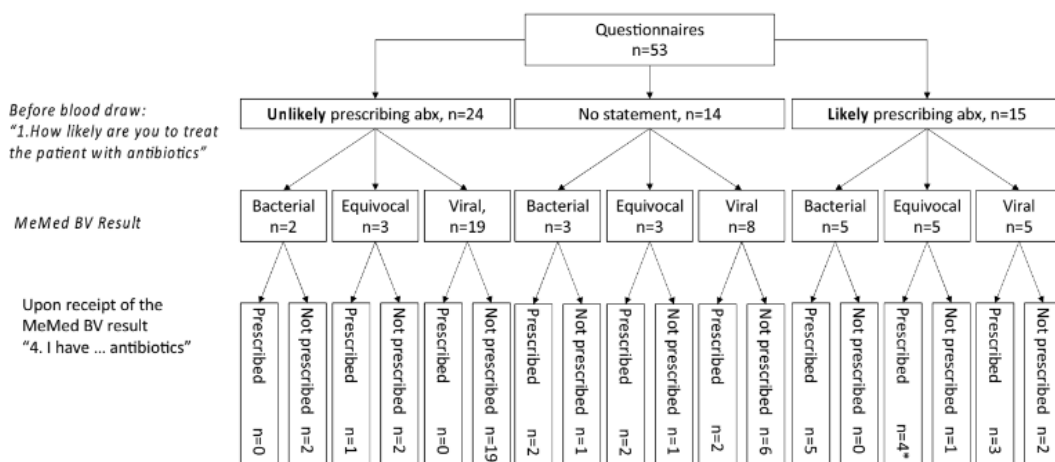 Questionnaires
n=53
Before blood draw:
“1.How likely are you to treat
the patient with antibiotics”
Unlikely prescribing abx, n=24
No statement, n=14
Likely prescribing abx, n=15
MeMed BV Result
Bacterial
n=2
Equivocal
n=3
Viral,
n=19
Bacterial
n=3
Equivocal
n=3
Viral
n=8
Bacterial
n=5
Equivocal
n=5
Viral
n=5
Upon receipt of the
MeMed BV result
“4. I have ... antibiotics”
Prescribed n=0
Not prescribed n=2
Prescribed n=1
Not prescribed n=2
Prescribed n=0
Not prescribed n=19
Prescribed n=2
Not prescribed n=1
Prescribed n=2
Not prescribed n=1
Prescribed n=2
Not prescribed n=6
Prescribed n=5
Not prescribed n=0
Prescribed n=4*
Not prescribed n=1
Prescribed n=3
Not prescribed n=2